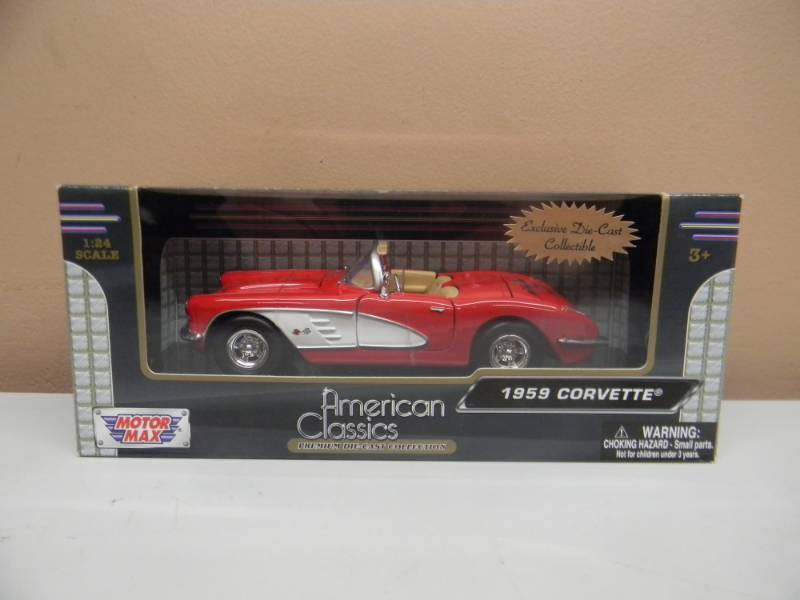 1:24
SCALE
Exclusive Die-Cast
Collectible
3+
1959 CORVETTE®
American
Classics
PREMIUM DIE-CAST COLLECTION
MOTOR
MAX
WARNING:
CHOKING HAZARD - Small parts.
Not for children under 3 years.